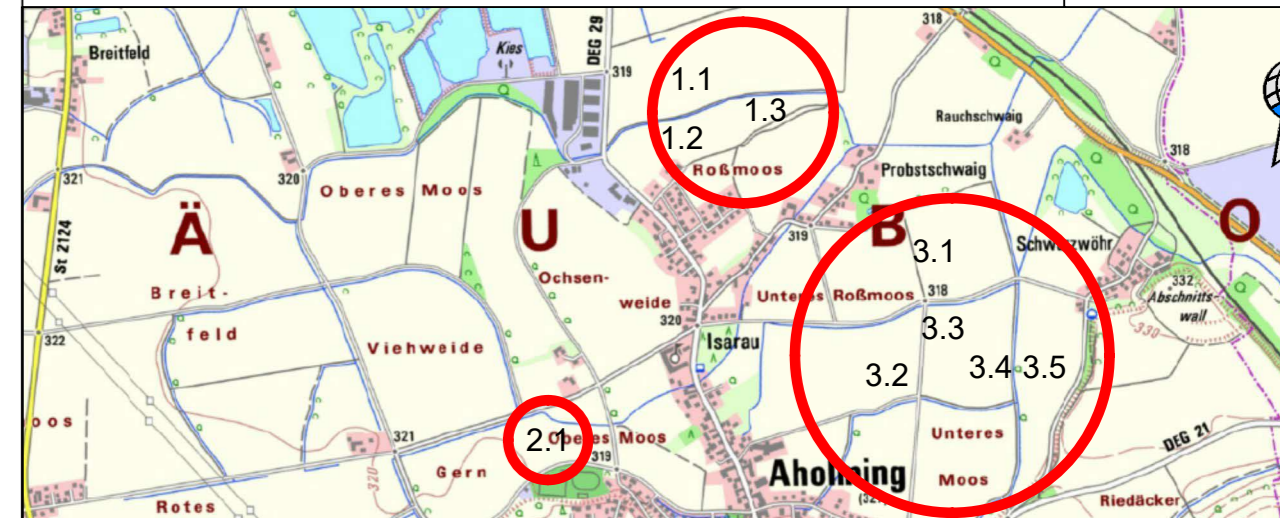 318
Breitfeld
Kies
DEG 29
319
1.1
1.3
1.2
Rauchschwaig
321
320
Oberes Moos
Roßmoos
Probstschwaig
318
St 2124
Ä
U
B
O
319
3.1
Schwarzwöhr
Ochsen-
weide
Breit-
feld
Unteres Roßmoos
318
332
Abschnitts-
wall
330
320
322
Viehweide
Isarau
3.3
3.2
3.4
3.5
oos
321
2.1
Oberes Moos
319
Unteres
Moos
DEG 21
320
Gern
Aholming
Rotes
Riedäcker